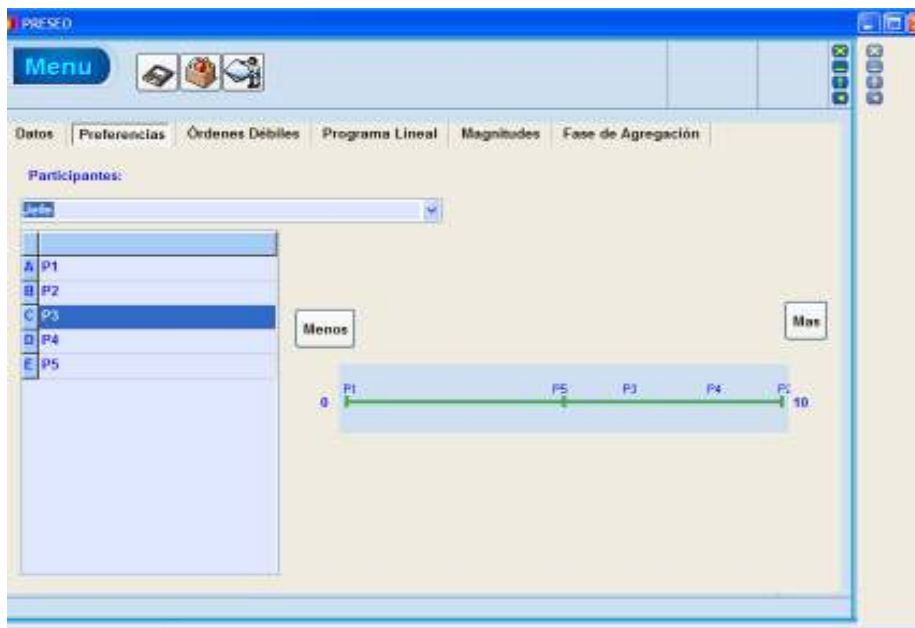 PRESEO
Menu
Datos Preferencias Órdenes Débiles Programa Lineal Magnitudes Fase de Agregación
Participantes:
Jefe
A P1
B P2
C P3
D P4
E P5
Menos
Mas
P1 P5 P3 P4
0 10